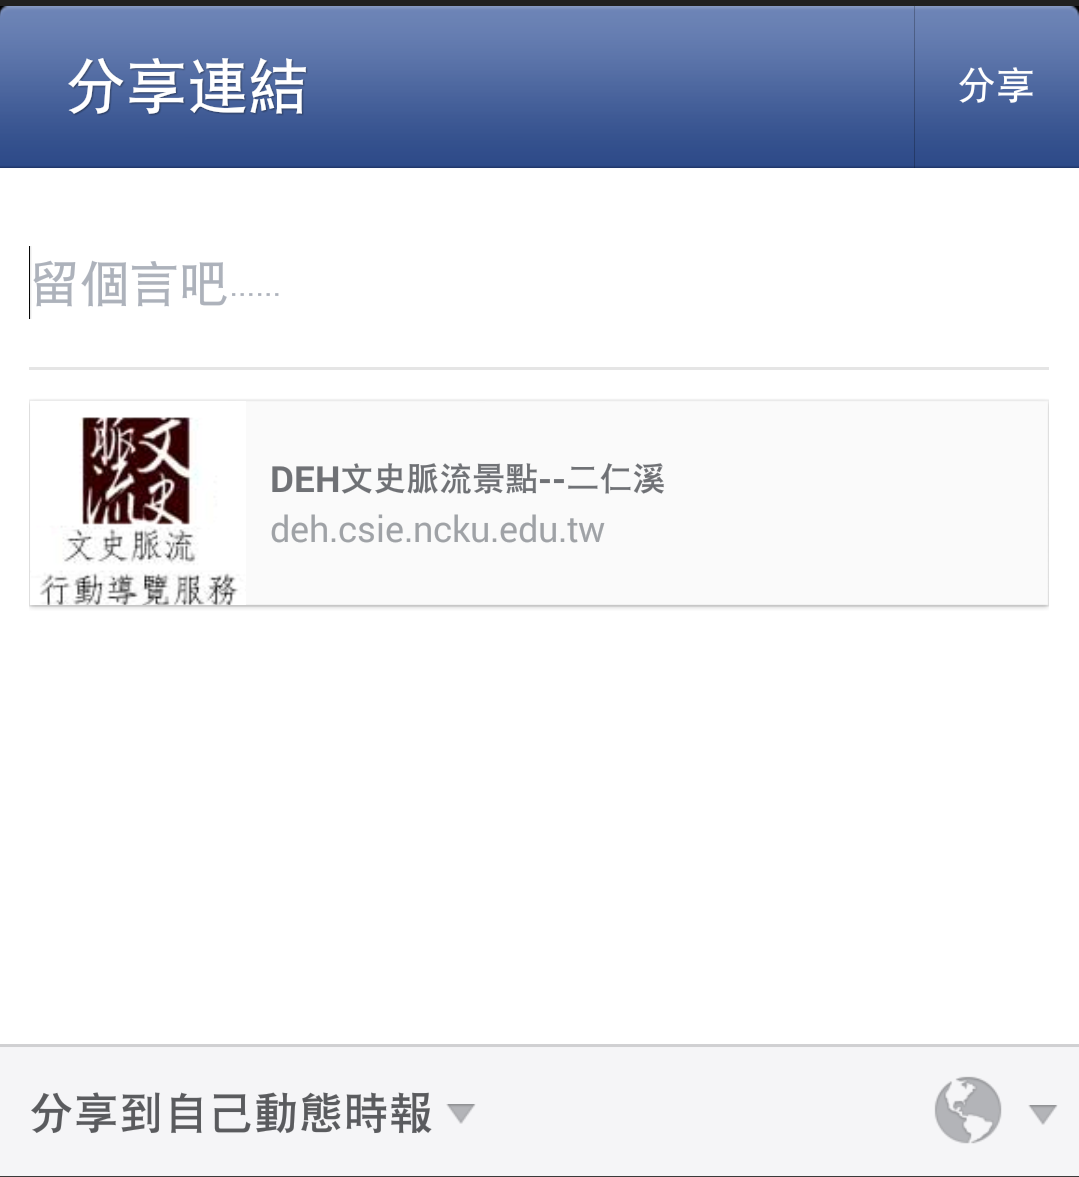 分享連結
分享
留個言吧......
文史脈流
文史脈流
行動導覽服務
DEH文史脈流景點--二仁溪
deh.csie.ncku.edu.tw
分享到自己動態時報